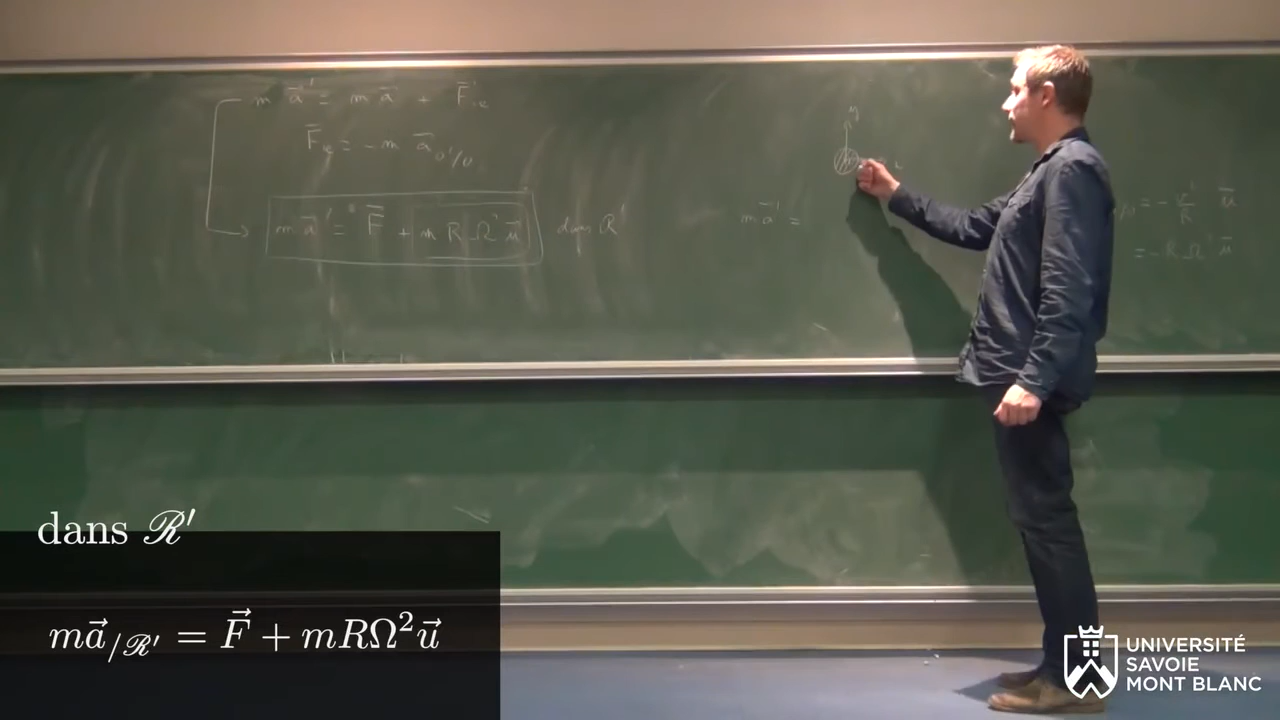 m a⃗' = m a⃗ + F⃗ie
F⃗ie = - m a⃗ o'/o
m a⃗' = F⃗ + m R Ω² u⃗ dans R'
y
m a⃗' =
= - R Ω² u⃗
dans ℛ'
ma⃗/ℛ' = F⃗ + mRΩ²u⃗
UNIVERSITÉ
SAVOIE
MONT BLANC